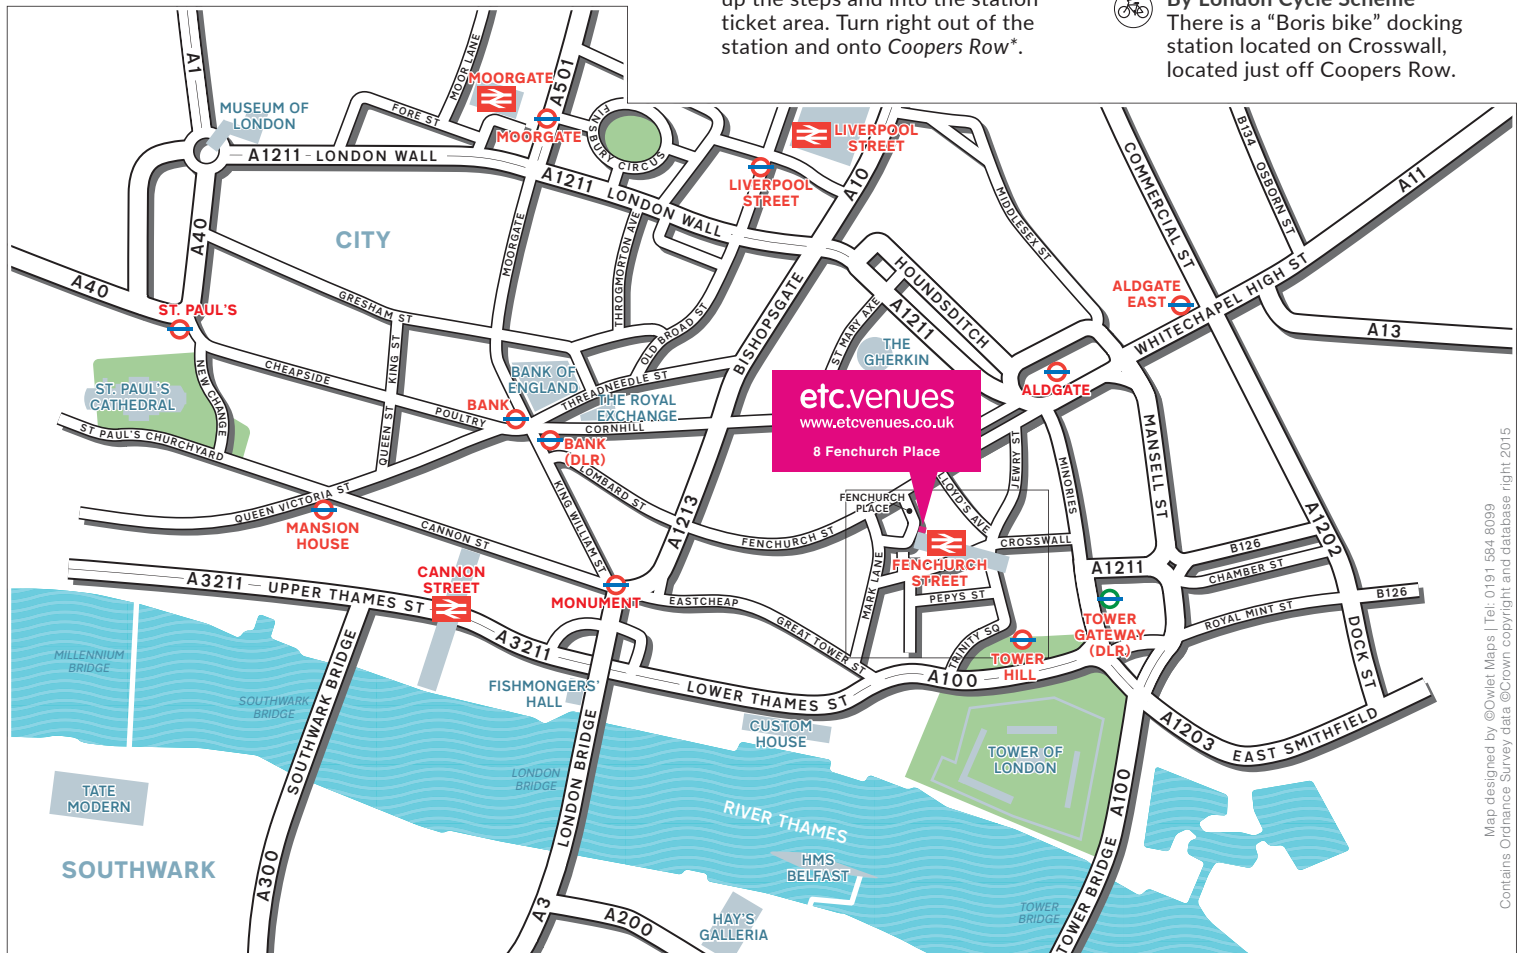 up the steps and into the station
ticket area. Turn right out of the
station and onto Coopers Row*.
By London Cycle Scheme
There is a “Boris bike” docking
station located on Crosswall,
located just off Coopers Row.
A1
MOOR LANE
MOORGATE
A501
MUSEUM OF
LONDON
FORE ST
MOORGATE
FINSBURY CIRCUS
LIVERPOOL
STREET
LIVERPOOL
STREET
A1211
LONDON WALL
A1211
LONDON WALL
A10
B134
OSBORN ST
COMMERCIAL ST
A11
MIDDLESEX ST
CITY
A40
A40
MOORGATE
THROGMORTON AVE
HOUNDSDITCH
A1211
WHITECHAPEL HIGH ST
ALDGATE
EAST
A13
ST. PAUL'S
GRESHAM ST
KING ST
OLD BROAD ST
BISHOPSGATE
ST MARY AXE
THE
GHERKIN
CHEAPSIDE
NEW CHANGE
ST. PAUL'S
CATHEDRAL
BANK OF
ENGLAND
THREADNEEDLE ST
THE ROYAL
EXCHANGE
BANK
POULTRY
CORNHILL
BANK
(DLR)
etc.venues
www.etcvenues.co.uk
8 Fenchurch Place
ALDGATE
ST PAUL'S CHURCHYARD
QUEEN ST
LOMBARD ST
KING WILLIAM ST
JEWRY ST
MINORIES
MANSELL ST
QUEEN VICTORIA ST
MANSION
HOUSE
CANNON ST
A1213
FENCHURCH ST
FENCHURCH
PLACE
LLOYD'S AVE
CROSSWALL
FENCHURCH
STREET
A1202
B126
A1211
CHAMBER ST
B126
A3211
UPPER THAMES ST
CANNON
STREET
MONUMENT
EASTCHEAP
GREAT TOWER ST
MARK LANE
PEPYS ST
TRINITY SQ
TOWER
GATEWAY
(DLR)
ROYAL MINT ST
DOCK ST
A3211
TOWER
HILL
A100
MILLENNIUM
BRIDGE
SOUTHWARK
BRIDGE
SOUTHWARK BRIDGE
FISHMONGERS'
HALL
LOWER THAMES ST
CUSTOM
HOUSE
TOWER OF
LONDON
A1203
EAST SMITHFIELD
LONDON
BRIDGE
LONDON BRIDGE
TATE
MODERN
RIVER THAMES
A100
SOUTHWARK
A300
HMS
BELFAST
A3
A200
HAY'S
GALLERIA
TOWER
BRIDGE
TOWER BRIDGE
Map designed by ©Owlet Maps | Tel: 0191 584 8099
Contains Ordnance Survey data ©Crown copyright and database right 2015